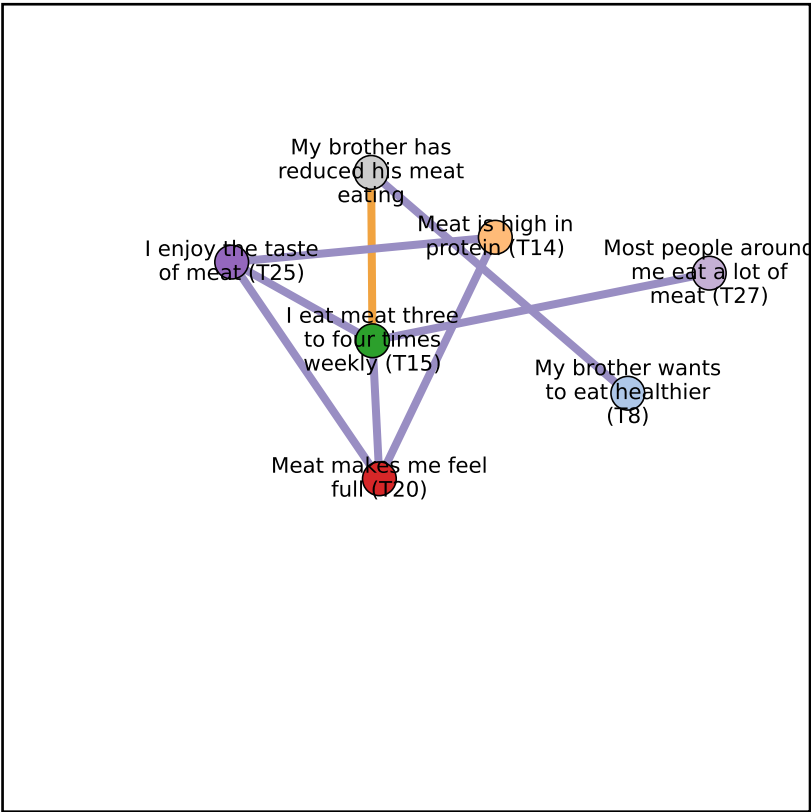 My brother has
reduced his meat
eating
Meat is high in
protein (T14)
I enjoy the taste
of meat (T25)
Most people around
me eat a lot of
meat (T27)
I eat meat three
to four times
weekly (T15)
My brother wants
to eat healthier
(T8)
Meat makes me feel
full (T20)